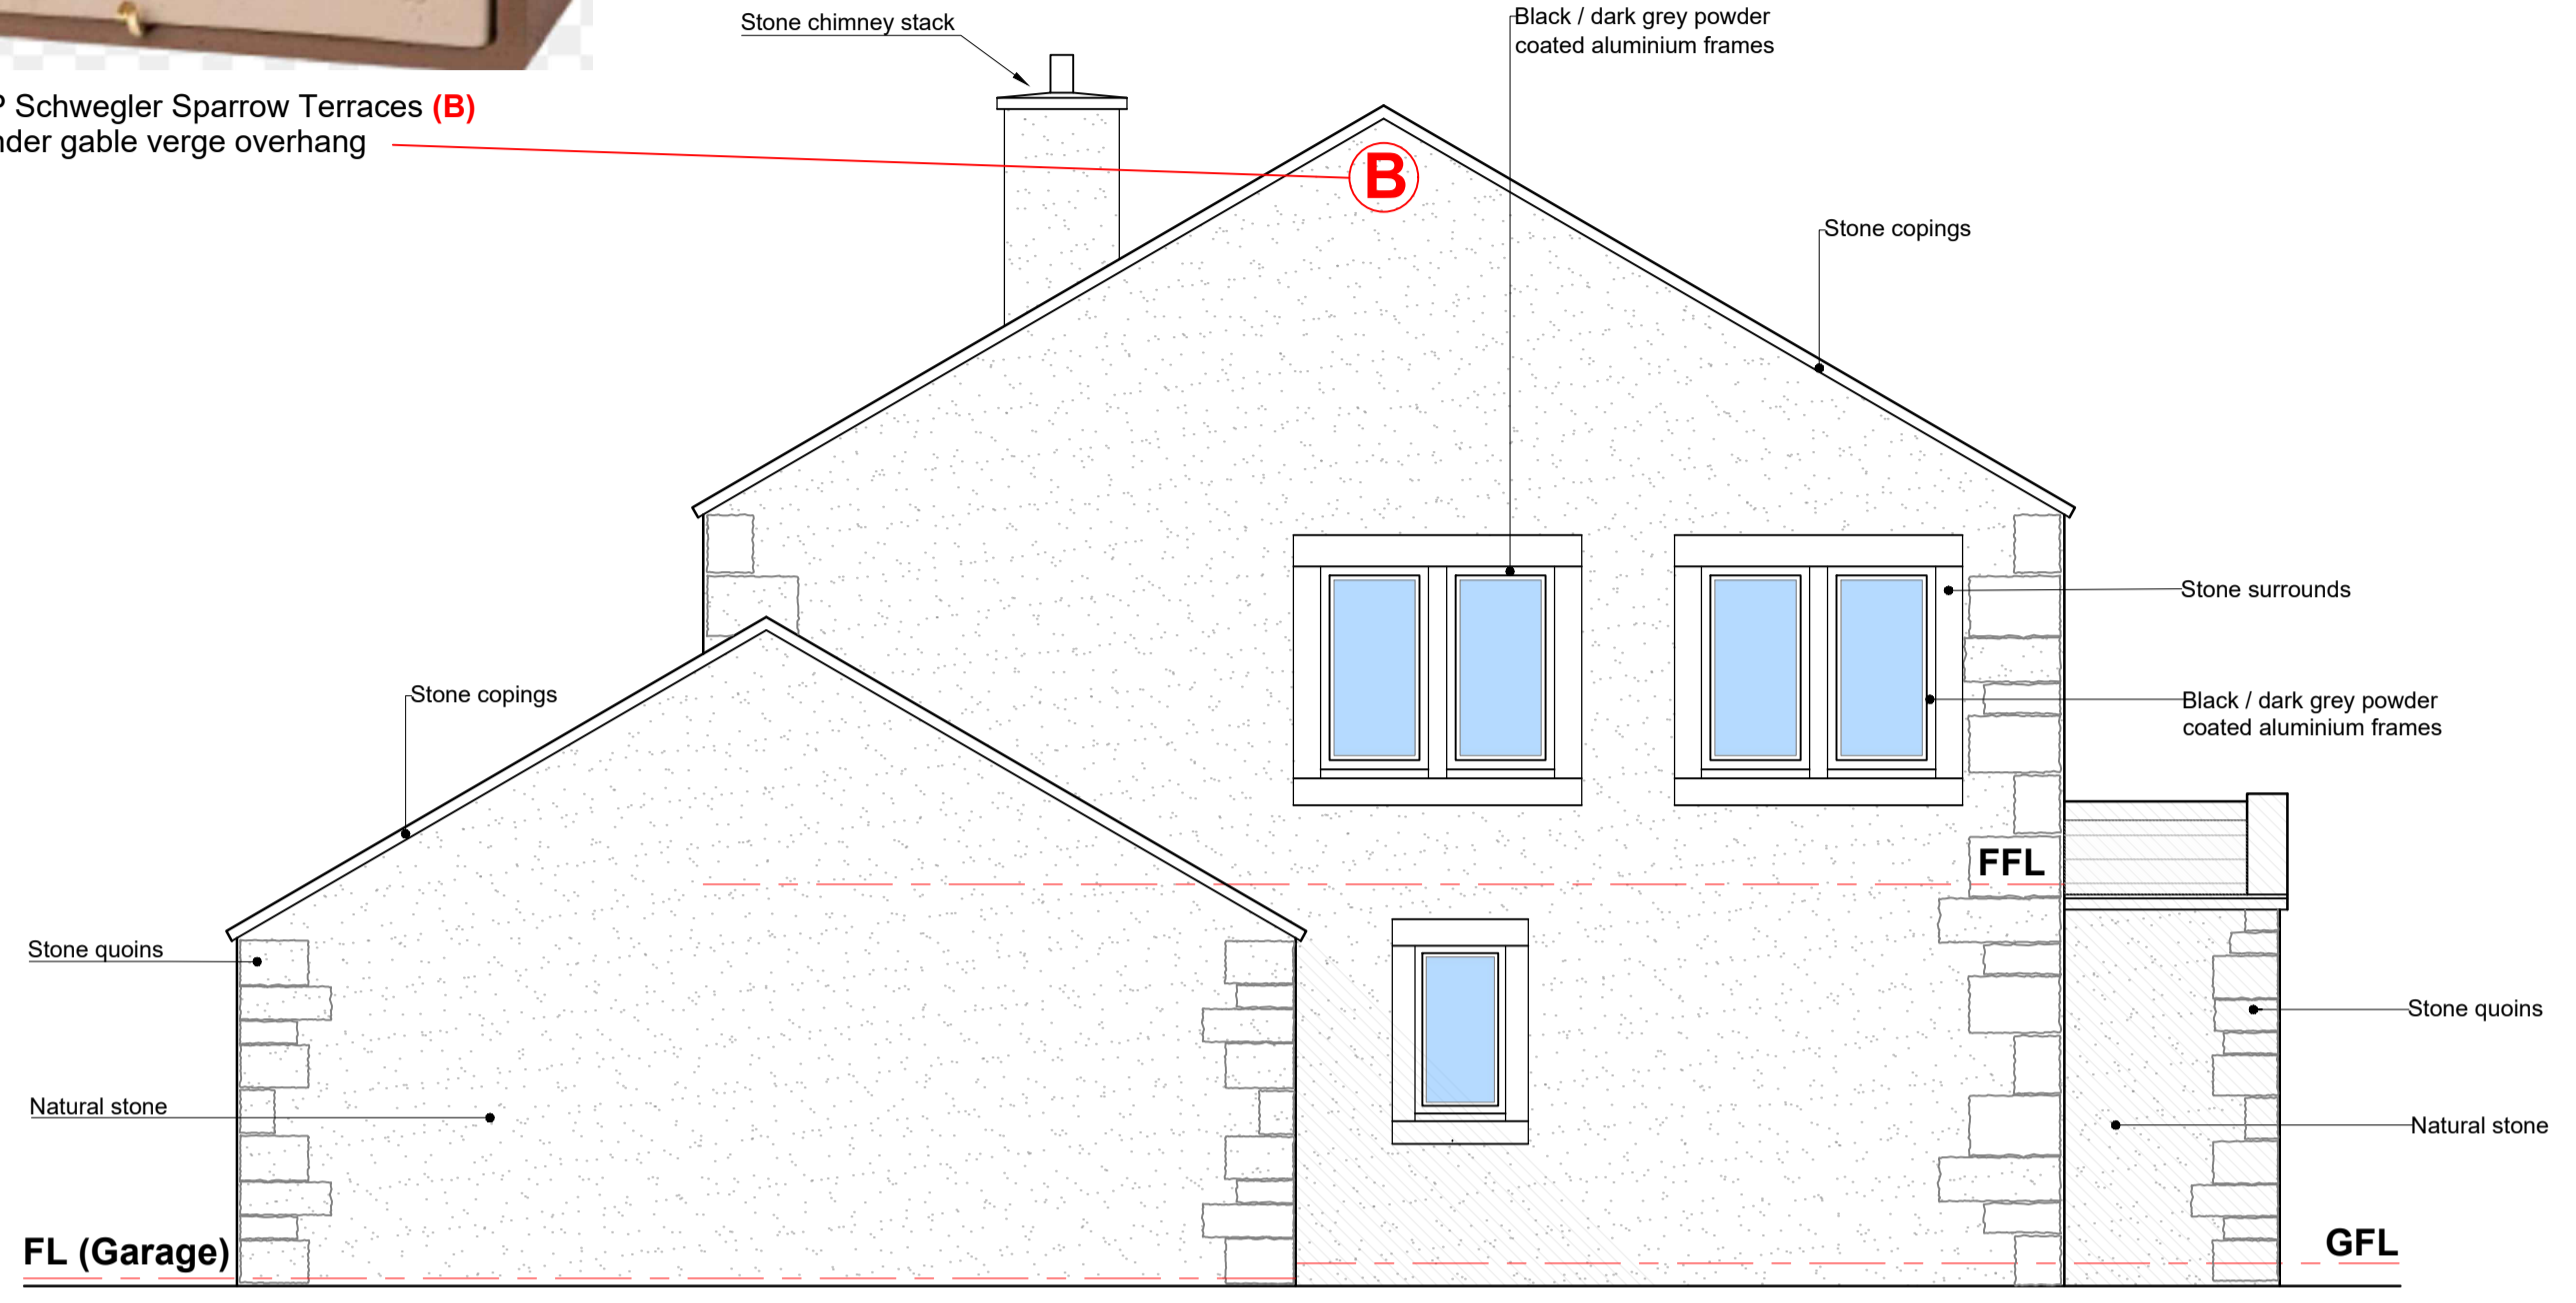 Schwegler Sparrow Terraces (B)
gable verge overhang
Stone chimney stack
Black / dark grey powder
coated aluminium frames
B
Stone copings
Stone surrounds
Stone copings
Black / dark grey powder
coated aluminium frames
FFL
Stone quoins
Stone quoins
Natural stone
Natural stone
FL (Garage)
GFL